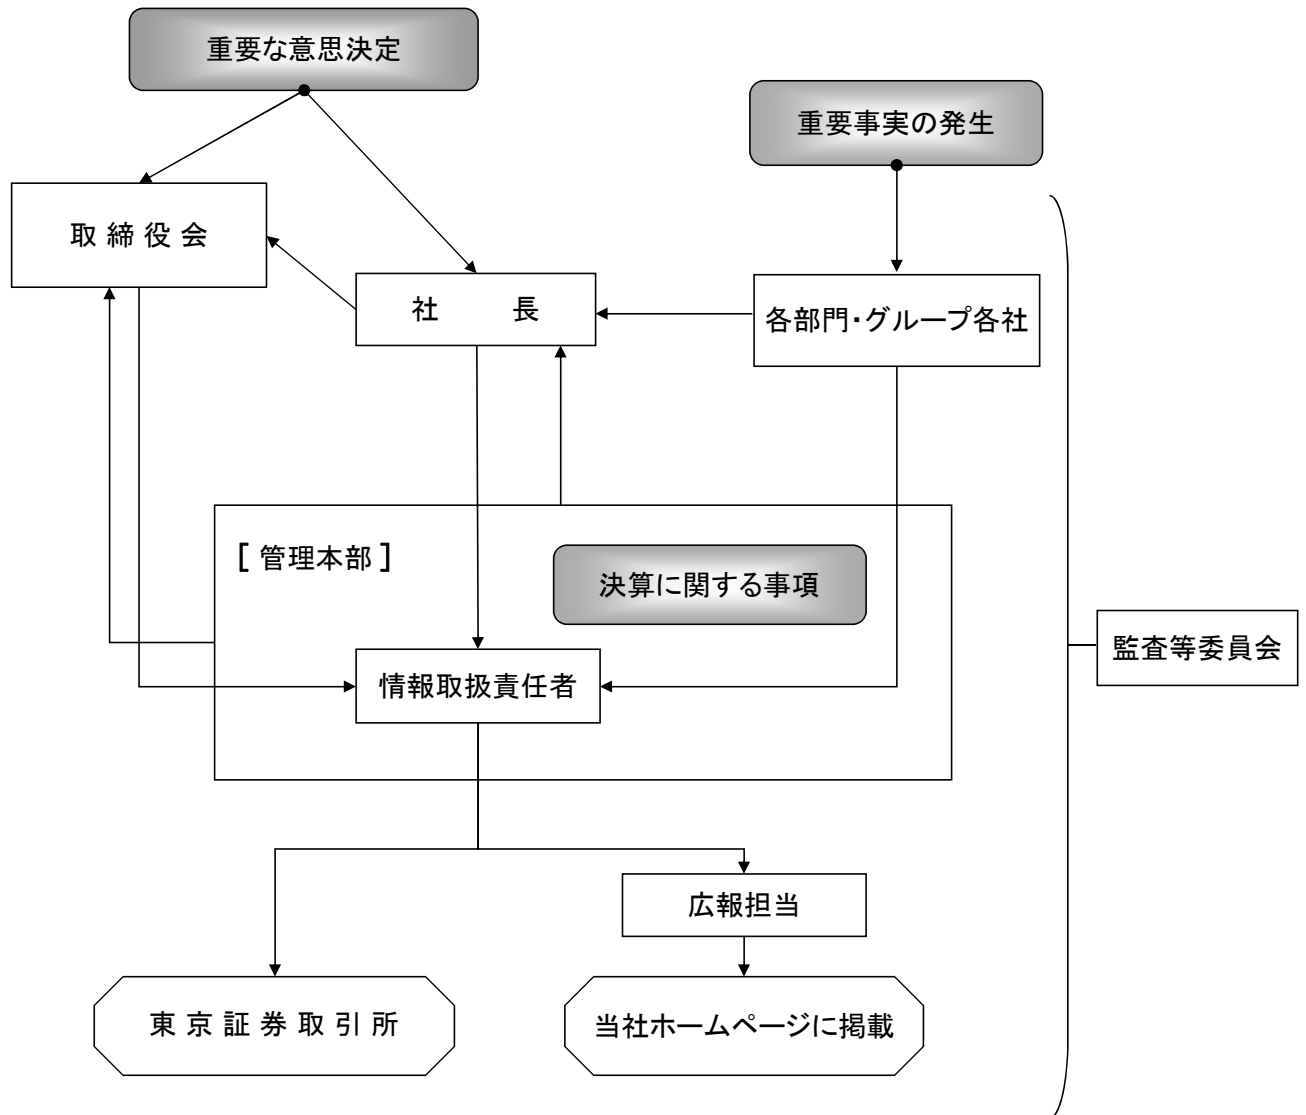 重要な意思決定
重要事実の発生
取締役会
社長
各部門・グループ各社
[管理本部]
決算に関する事項
情報取扱責任者
監査等委員会
広報担当
東京証券取引所
当社ホームページに掲載